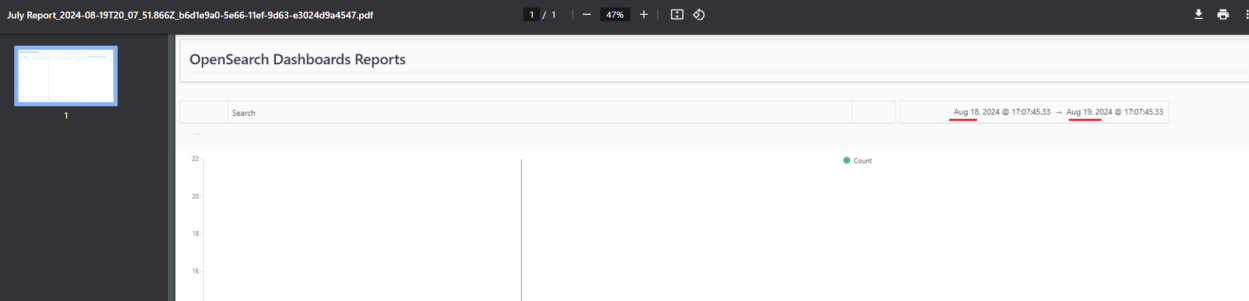 July Report_2024-08-19T20_07_51.866Z_b6d1e9a0-5e66-11ef-9d63-e3024d9a4547.pdf
1 / 1
47%
1
OpenSearch Dashboards Reports
Search
Aug 18, 2024 @ 17:07:45.33 → Aug 19, 2024 @ 17:07:45.33
22
Count
20
18
16